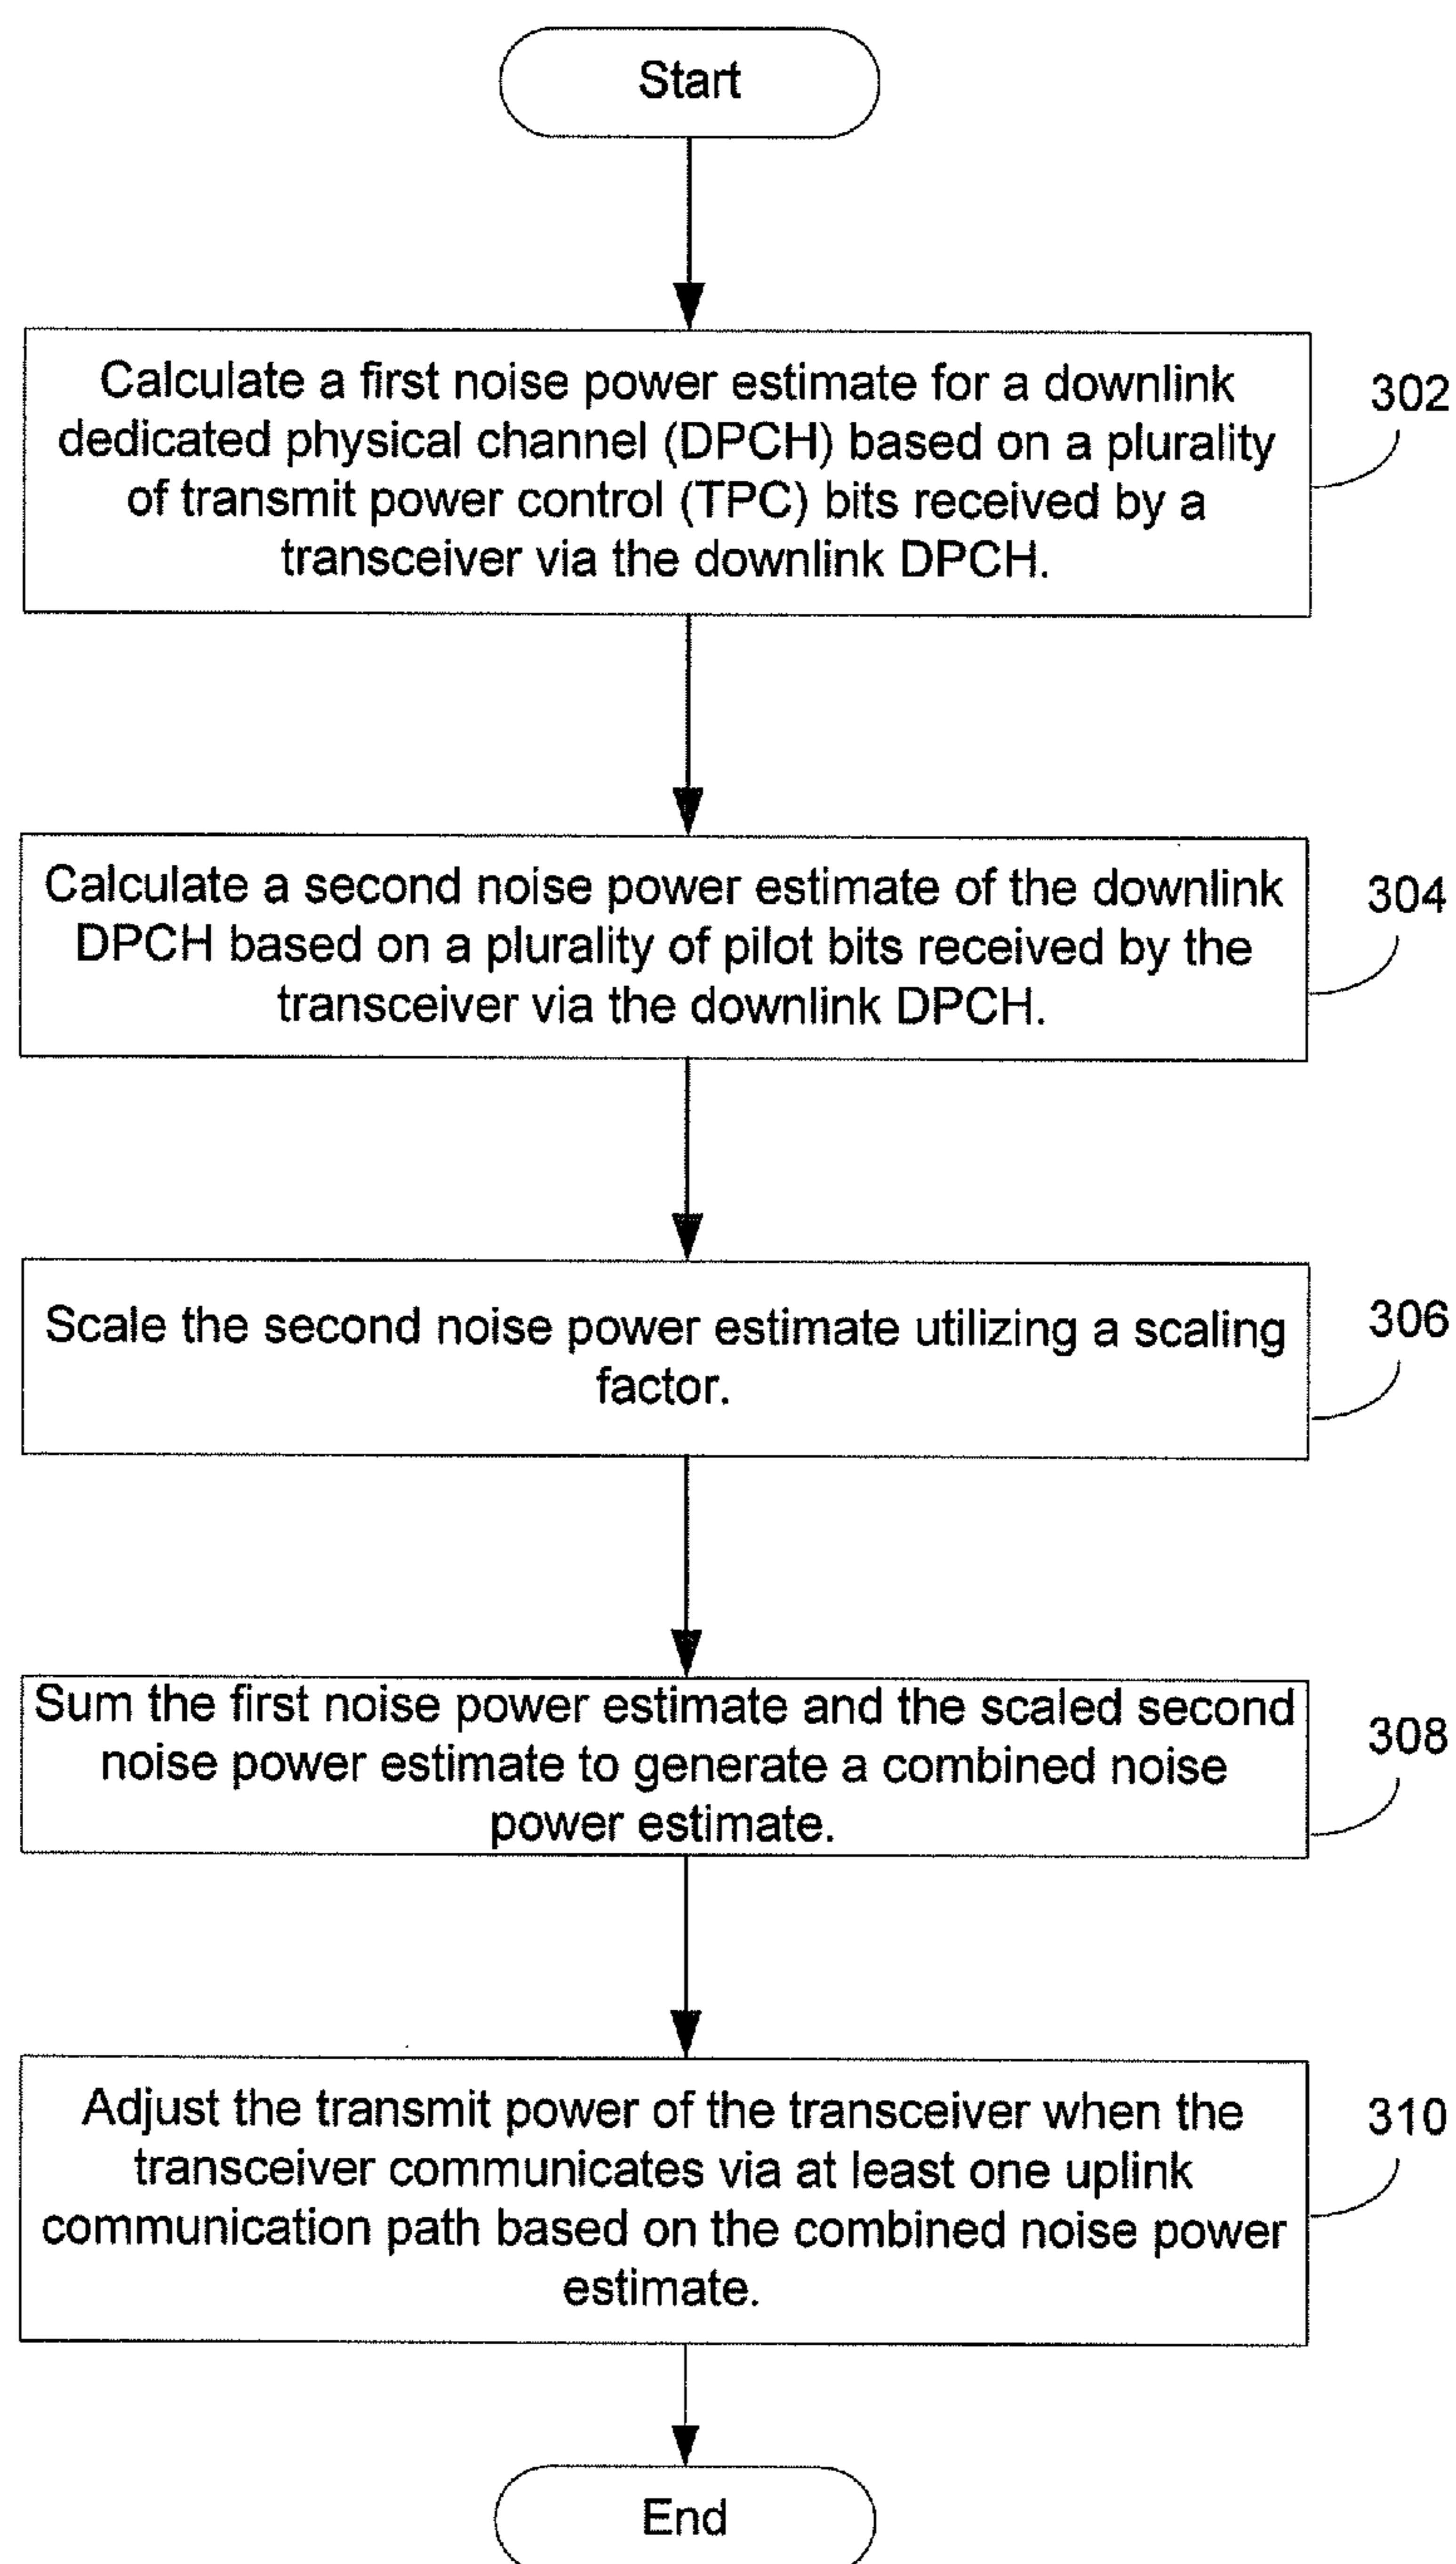 Start
Calculate a first noise power estimate for a downlink
dedicated physical channel (DPCH) based on a plurality
of transmit power control (TPC) bits received by a
transceiver via the downlink DPCH.
302
Calculate a second noise power estimate of the downlink
DPCH based on a plurality of pilot bits received by the
transceiver via the downlink DPCH.
304
Scale the second noise power estimate utilizing a scaling
factor.
306
Sum the first noise power estimate and the scaled second
noise power estimate to generate a combined noise
power estimate.
308
Adjust the transmit power of the transceiver when the
transceiver communicates via at least one uplink
communication path based on the combined noise power
estimate.
310
End